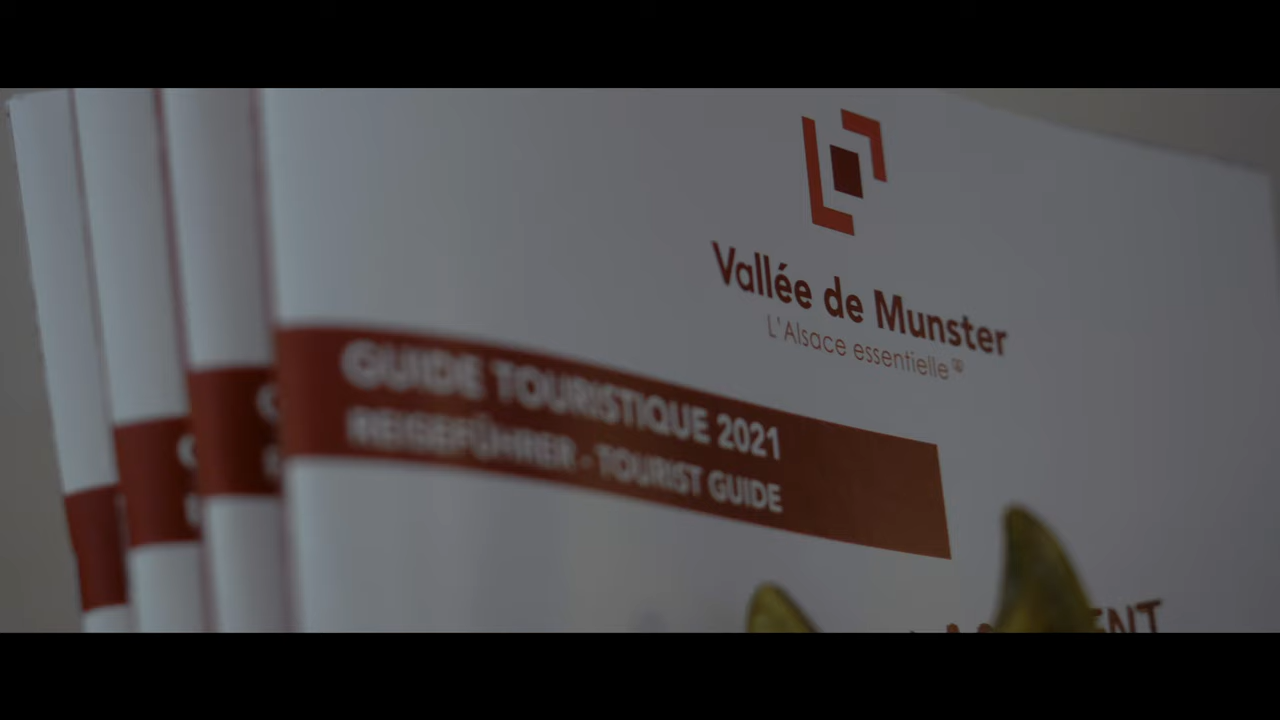 Vallée de Munster
L'Alsace essentielle
GUIDE TOURISTIQUE 2021
REISEFÜHRER - TOURIST GUIDE